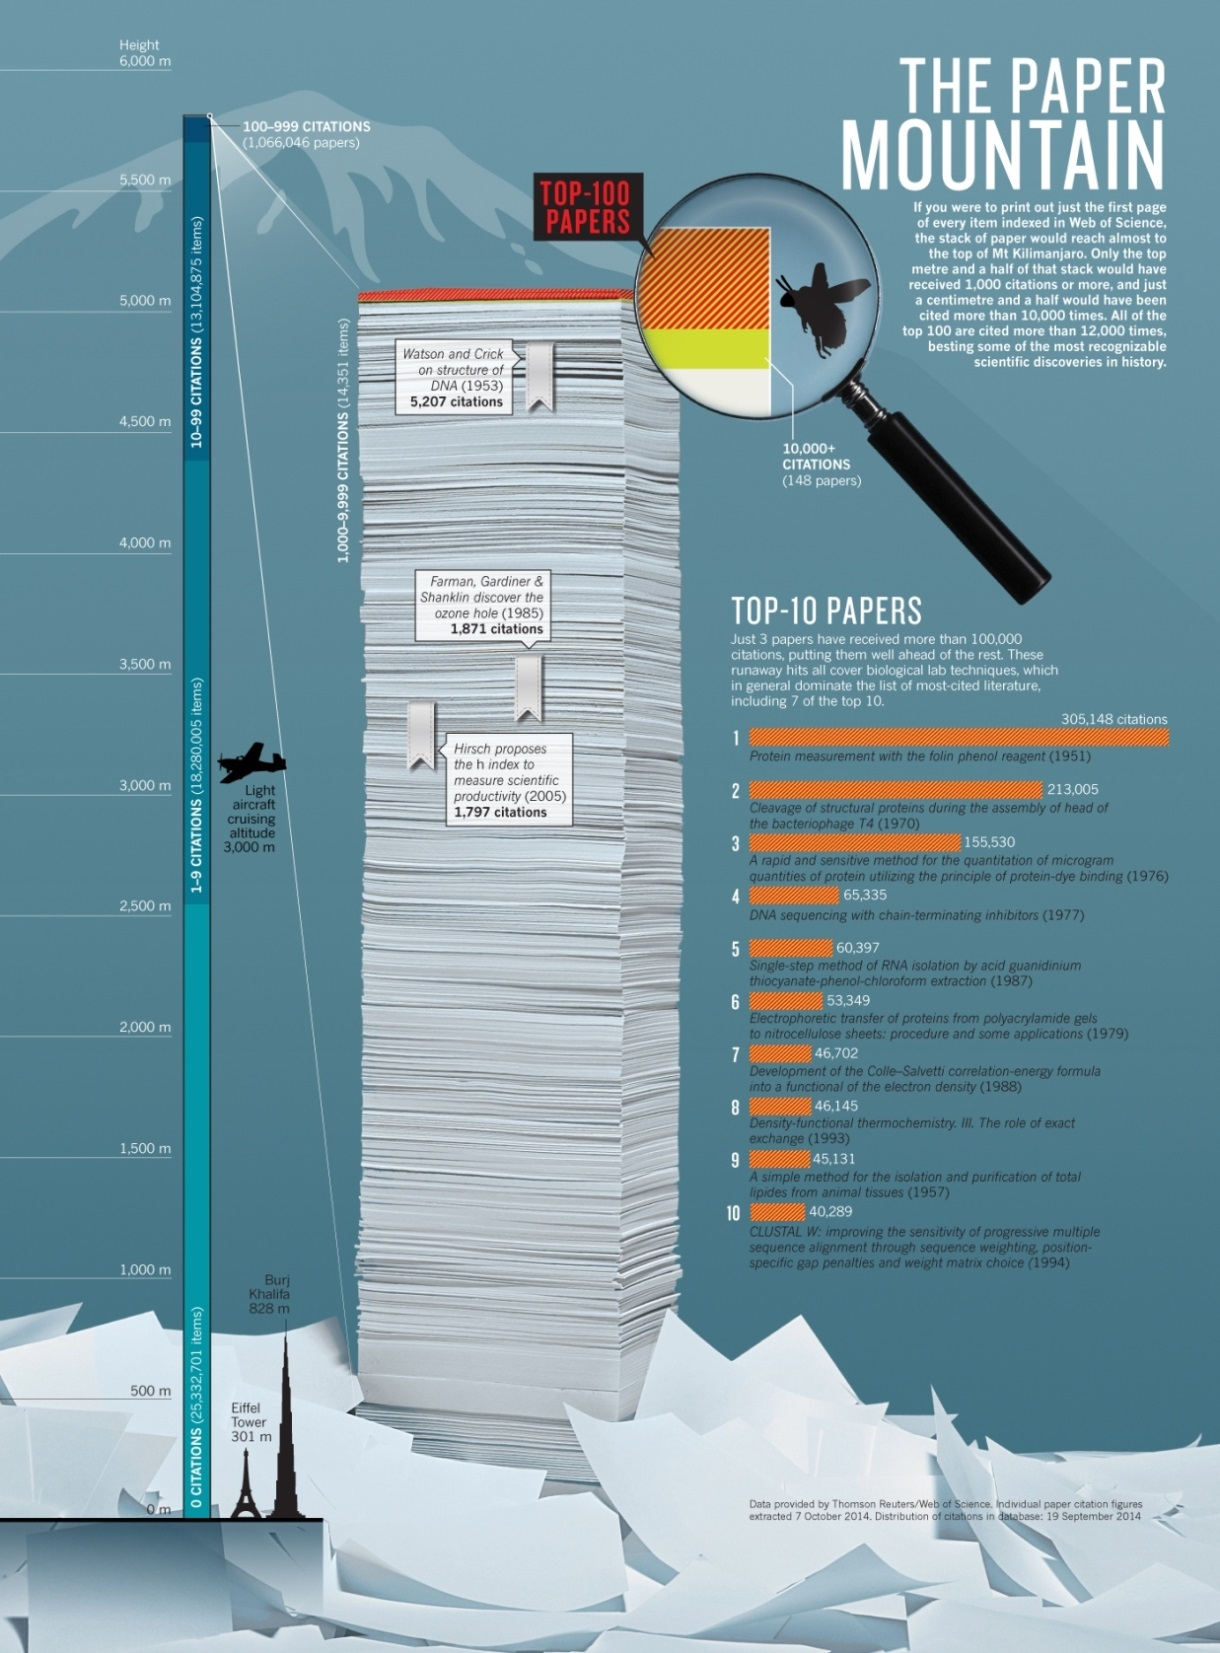 THE PAPER
MOUNTAIN
If you were to print out just the first page
of every item indexed in Web of Science,
the stack of paper would reach almost to
the top of Mt Kilimanjaro. Only the top
metre and a half of that stack would have
received 1,000 citations or more, and just
a centimetre and a half would have been
cited more than 10,000 times. All of the
top 100 are cited more than 12,000 times,
besting some of the most recognizable
scientific discoveries in history.
Height
6,000 m
5,500 m
5,000 m
4,500 m
4,000 m
3,500 m
3,000 m
2,500 m
2,000 m
1,500 m
1,000 m
500 m
0 m
100–999 CITATIONS
(1,066,046 papers)
10–99 CITATIONS (13,104,875 items)
1–9 CITATIONS (18,280,005 items)
0 CITATIONS (25,332,701 items)
Light
aircraft
cruising
altitude
3,000 m
Burj
Khalifa
828 m
Eiffel
Tower
301 m
1,000–9,999 CITATIONS (14,351 items)
TOP-100
PAPERS
Watson and Crick
on structure of
DNA (1953)
5,207 citations
Farman, Gardiner &
Shanklin discover the
ozone hole (1985)
1,871 citations
Hirsch proposes
the h index to
measure scientific
productivity (2005)
1,797 citations
10,000+
CITATIONS
(148 papers)
TOP-10 PAPERS
Just 3 papers have received more than 100,000
citations, putting them well ahead of the rest. These
runaway hits all cover biological lab techniques, which
in general dominate the list of most-cited literature,
including 7 of the top 10.
305,148 citations
1
Protein measurement with the folin phenol reagent (1951)
2 213,005
Cleavage of structural proteins during the assembly of head of
the bacteriophage T4 (1970)
3 155,530
A rapid and sensitive method for the quantitation of microgram
quantities of protein utilizing the principle of protein-dye binding (1976)
4 65,335
DNA sequencing with chain-terminating inhibitors (1977)
5 60,397
Single-step method of RNA isolation by acid guanidinium
thiocyanate-phenol-chloroform extraction (1987)
6 53,349
Electrophoretic transfer of proteins from polyacrylamide gels
to nitrocellulose sheets: procedure and some applications (1979)
7 46,702
Development of the Colle–Salvetti correlation-energy formula
into a functional of the electron density (1988)
8 46,145
Density-functional thermochemistry. III. The role of exact
exchange (1993)
9 45,131
A simple method for the isolation and purification of total
lipides from animal tissues (1957)
10 40,289
CLUSTAL W: improving the sensitivity of progressive multiple
sequence alignment through sequence weighting, position-
specific gap penalties and weight matrix choice (1994)
Data provided by Thomson Reuters/Web of Science. Individual paper citation figures
extracted 7 October 2014. Distribution of citations in database: 19 September 2014